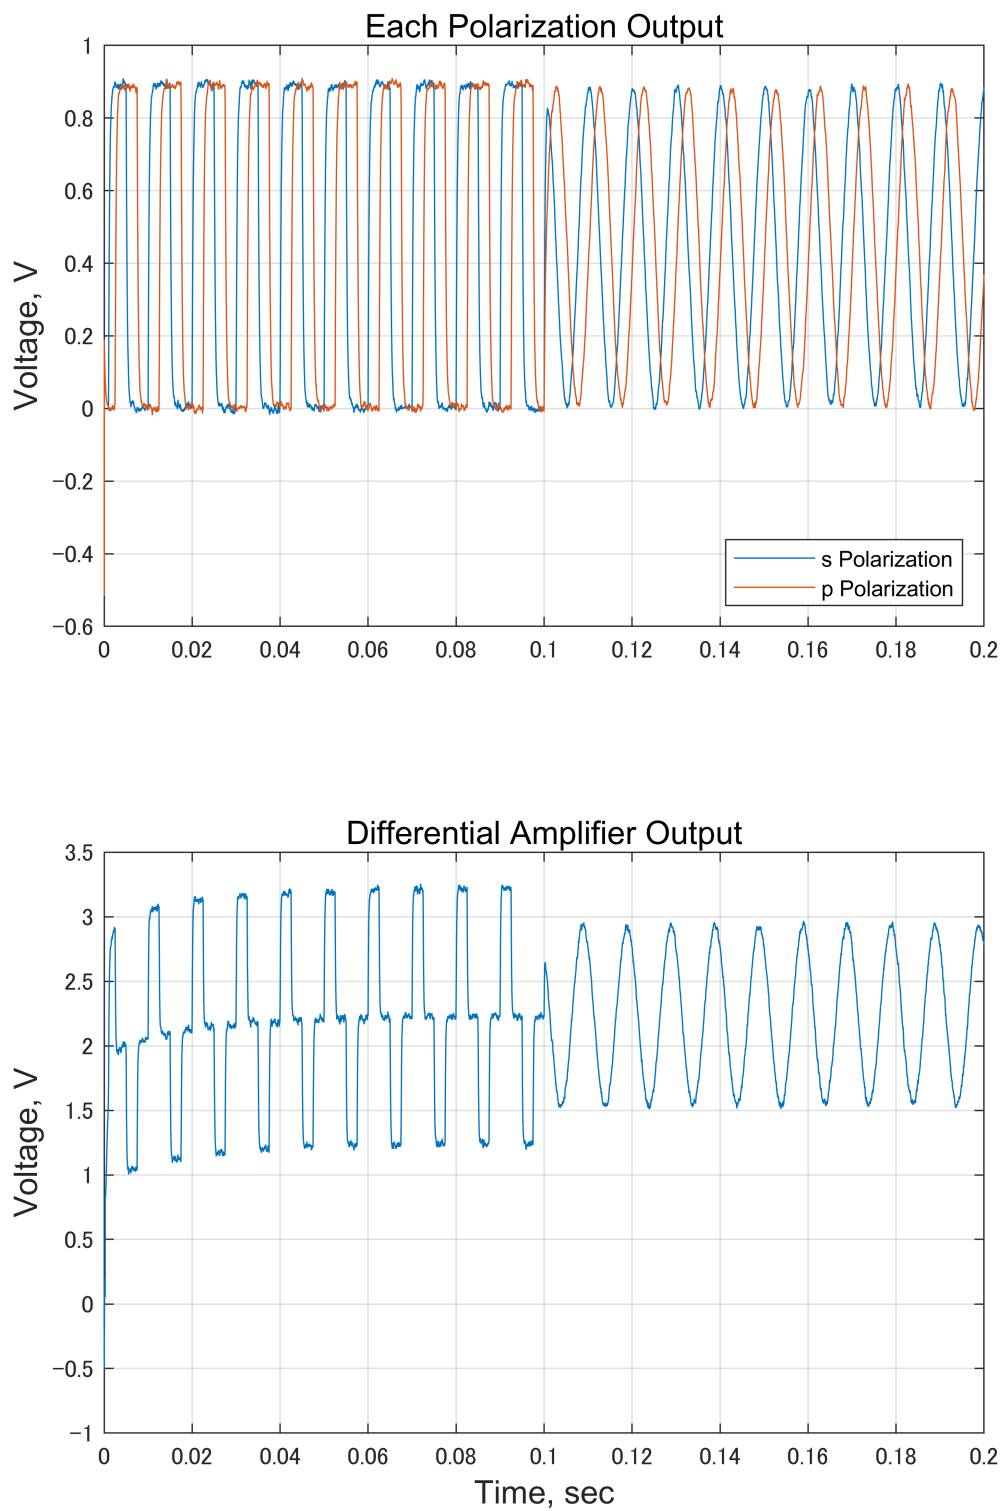 Each Polarization Output
1
0.8
0.6
0.4
0.2
0
−0.2
−0.4
−0.6
Voltage, V
s Polarization
p Polarization
0 0.02 0.04 0.06 0.08 0.1 0.12 0.14 0.16 0.18 0.2
Differential Amplifier Output
3.5
3
2.5
2
1.5
1
0.5
0
−0.5
−1
Voltage, V
0 0.02 0.04 0.06 0.08 0.1 0.12 0.14 0.16 0.18 0.2
Time, sec